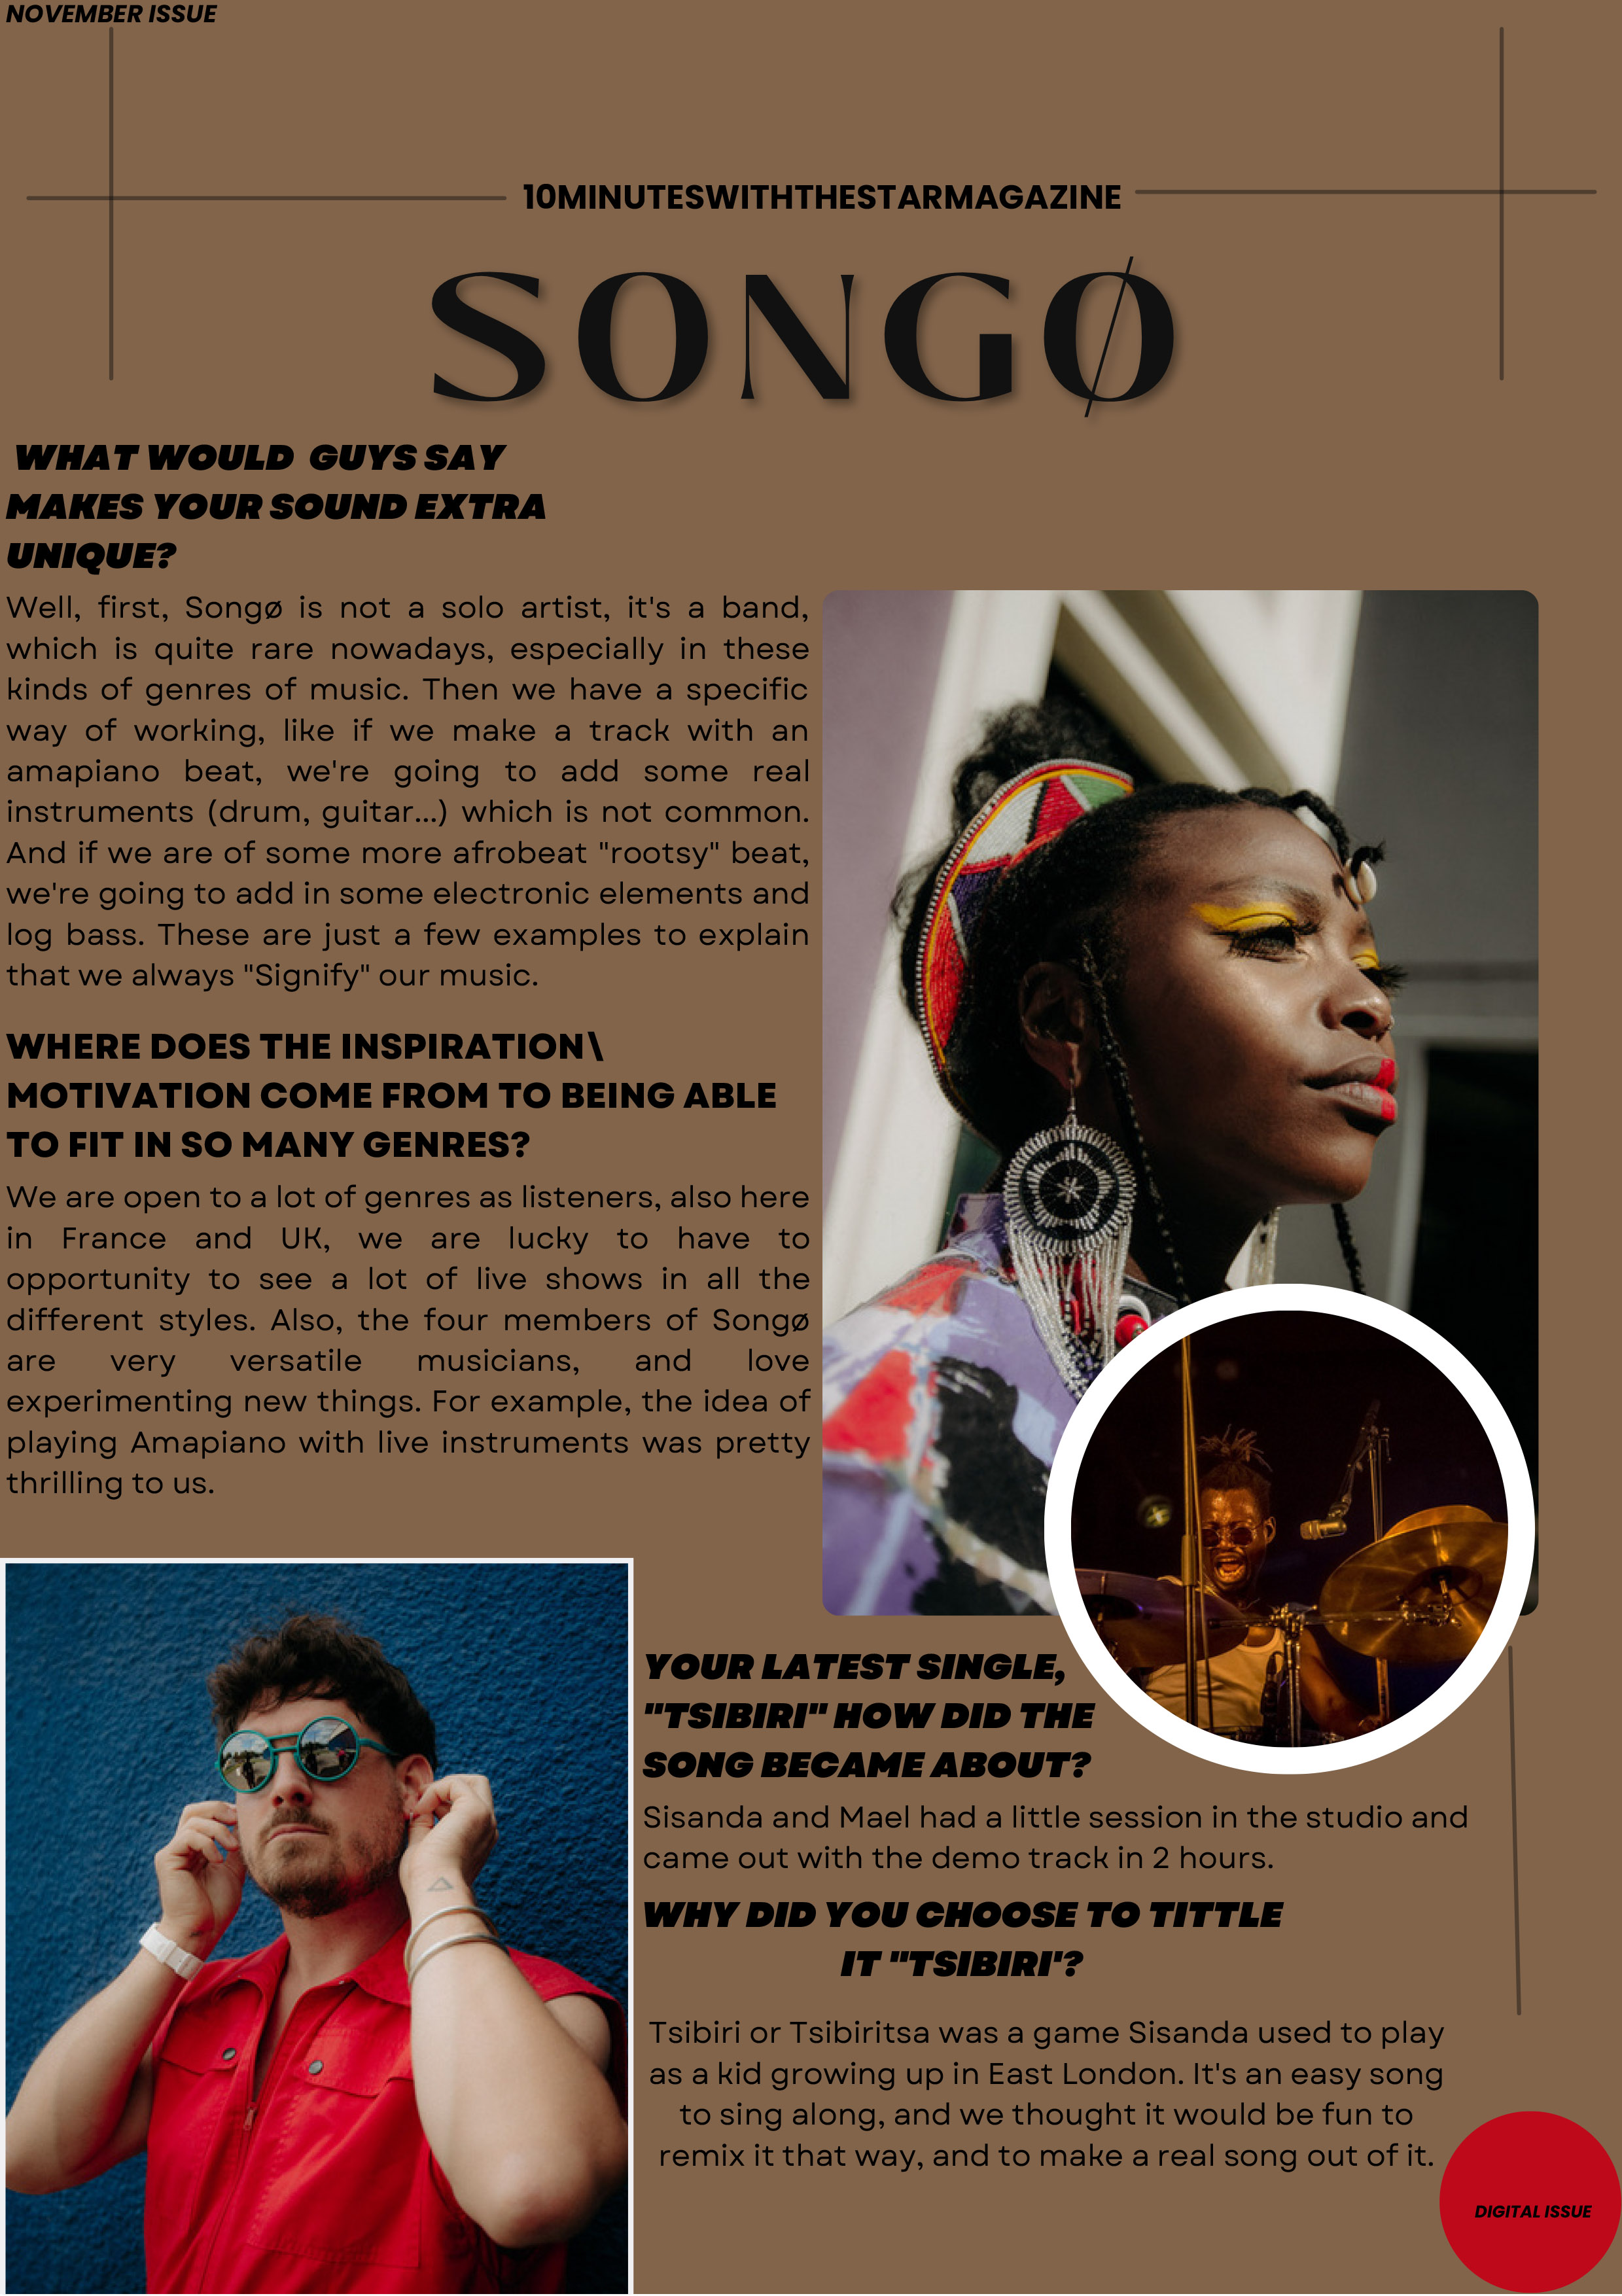 NOVEMBER ISSUE
10MINUTESWITHTHESTARMAGAZINE
SONGØ
WHAT WOULD GUYS SAY
MAKES YOUR SOUND EXTRA
UNIQUE?
Well, first, Songø is not a solo artist, it's a band,
which is quite rare nowadays, especially in these
kinds of genres of music. Then we have a specific
way of working, like if we make a track with an
amapiano beat, we're going to add some real
instruments (drum, guitar...) which is not common.
And if we are of some more afrobeat "rootsy" beat,
we're going to add in some electronic elements and
log bass. These are just a few examples to explain
that we always "Signify" our music.
WHERE DOES THE INSPIRATION\
MOTIVATION COME FROM TO BEING ABLE
TO FIT IN SO MANY GENRES?
We are open to a lot of genres as listeners, also here
in France and UK, we are lucky to have to
opportunity to see a lot of live shows in all the
different styles. Also, the four members of Songø
are very versatile musicians, and love
experimenting new things. For example, the idea of
playing Amapiano with live instruments was pretty
thrilling to us.
YOUR LATEST SINGLE,
"TSIBIRI" HOW DID THE
SONG BECAME ABOUT?
Sisanda and Mael had a little session in the studio and
came out with the demo track in 2 hours.
WHY DID YOU CHOOSE TO TITTLE
IT "TSIBIRI'?
Tsibiri or Tsibiritsa was a game Sisanda used to play
as a kid growing up in East London. It's an easy song
to sing along, and we thought it would be fun to
remix it that way, and to make a real song out of it.
DIGITAL ISSUE